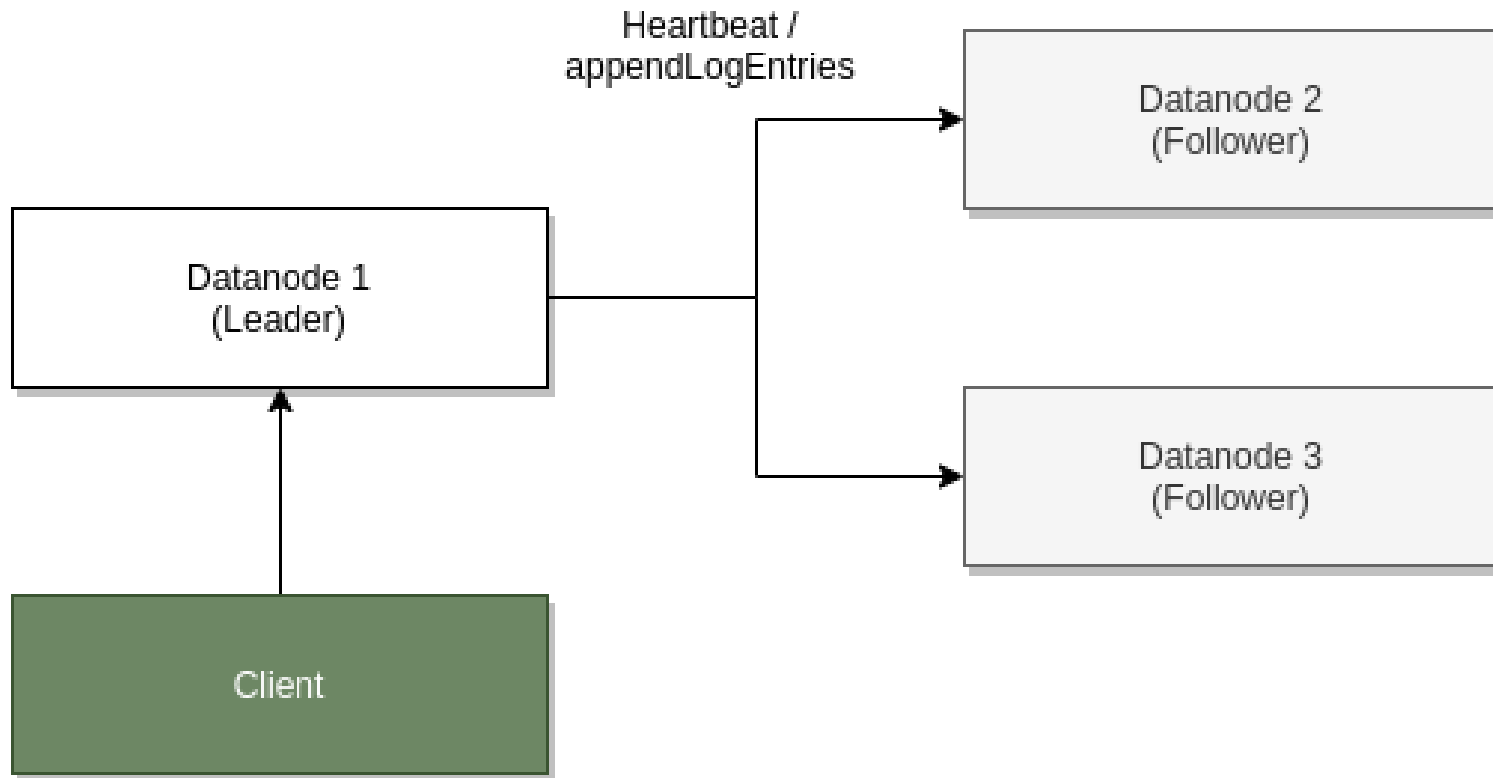 Heartbeat /
appendLogEntries
Datanode 2
(Follower)
Datanode 1
(Leader)
Datanode 3
(Follower)
Client